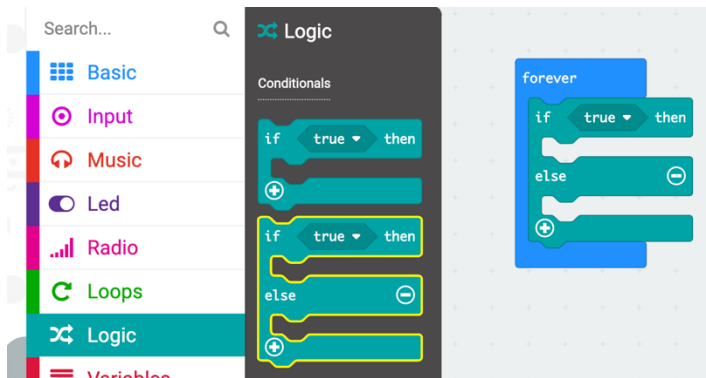 Search...
Basic
Input
Music
Led
Radio
Loops
Logic
Variables
Logic
Conditionals
if true then
if true then
else
forever
if true then
else